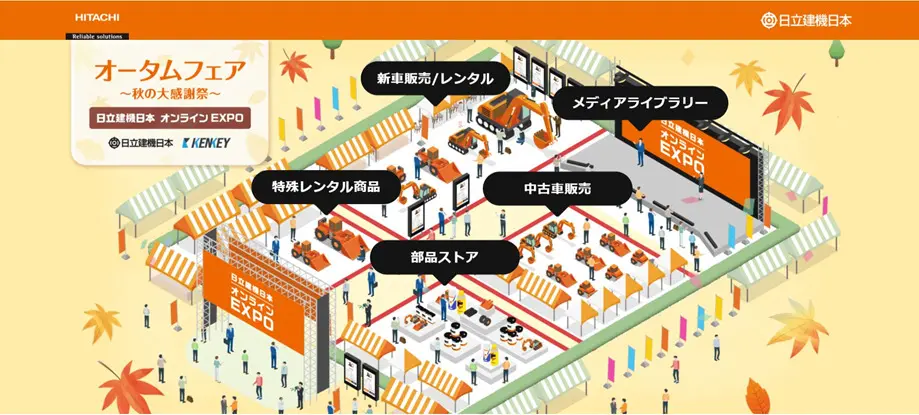 HITACHI
Reliable solutions
日立建機日本
オータムフェア
～秋の大感謝祭～
日立建機日本 オンライン EXPO
日立建機日本 KENKEY
新車販売/レンタル
メディアライブラリー
特殊レンタル商品
中古車販売
部品ストア
日立建機日本
オンライン
EXPO
日立建機日本
オンライン
EXPO